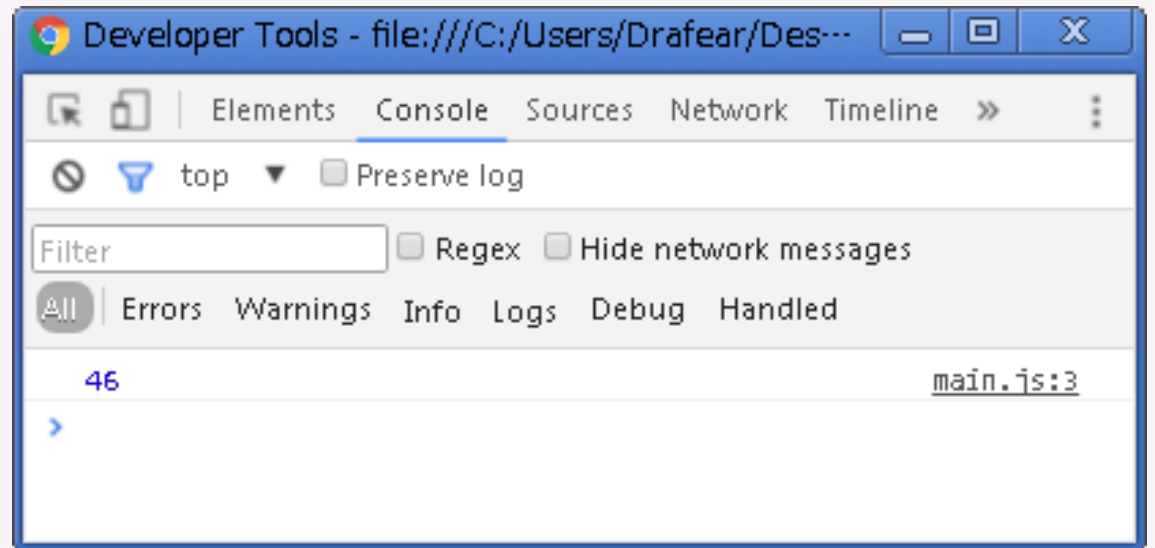 Developer Tools - file:///C:/Users/Drafear/Des…
Elements Console Sources Network Timeline »
top ▼ Preserve log
Filter Regex Hide network messages
All Errors Warnings Info Logs Debug Handled
46 main.js:3
>